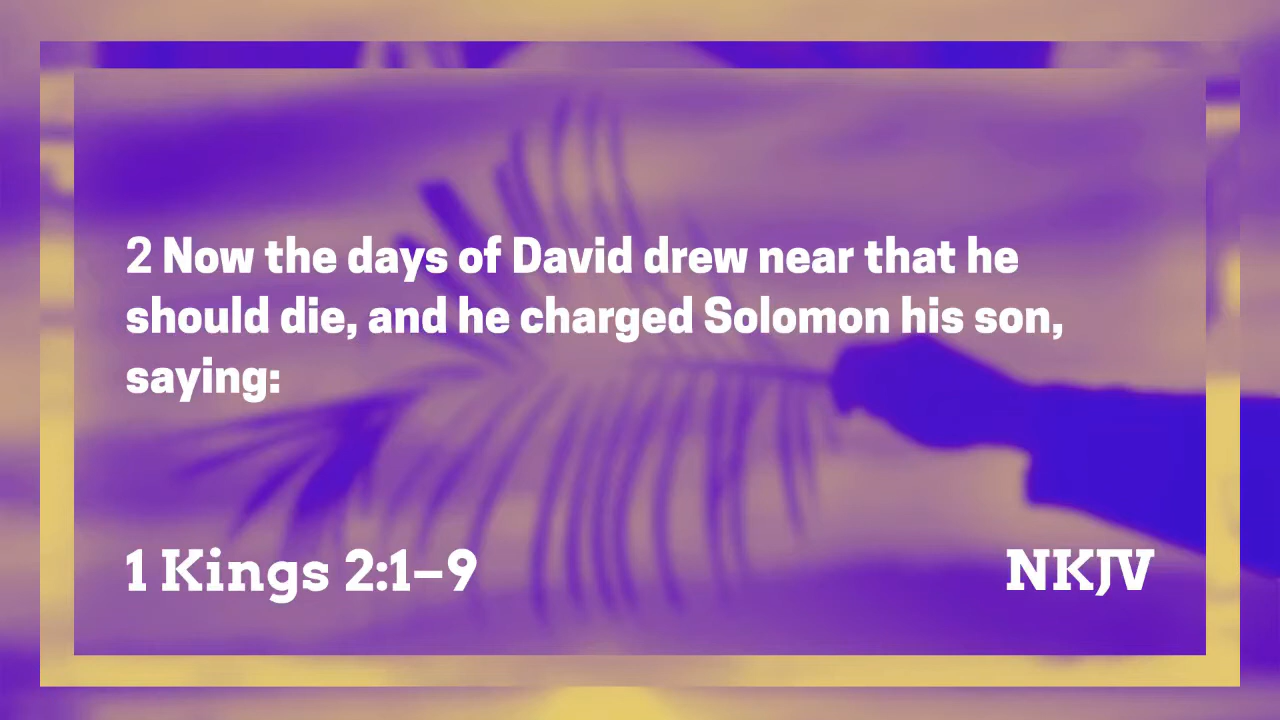 2 Now the days of David drew near that he
should die, and he charged Solomon his son,
saying:
1 Kings 2:1–9
NKJV